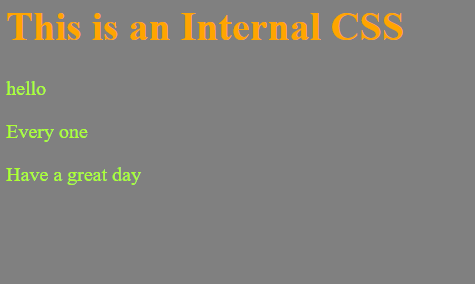 This is an Internal CSS
hello
Every one
Have a great day